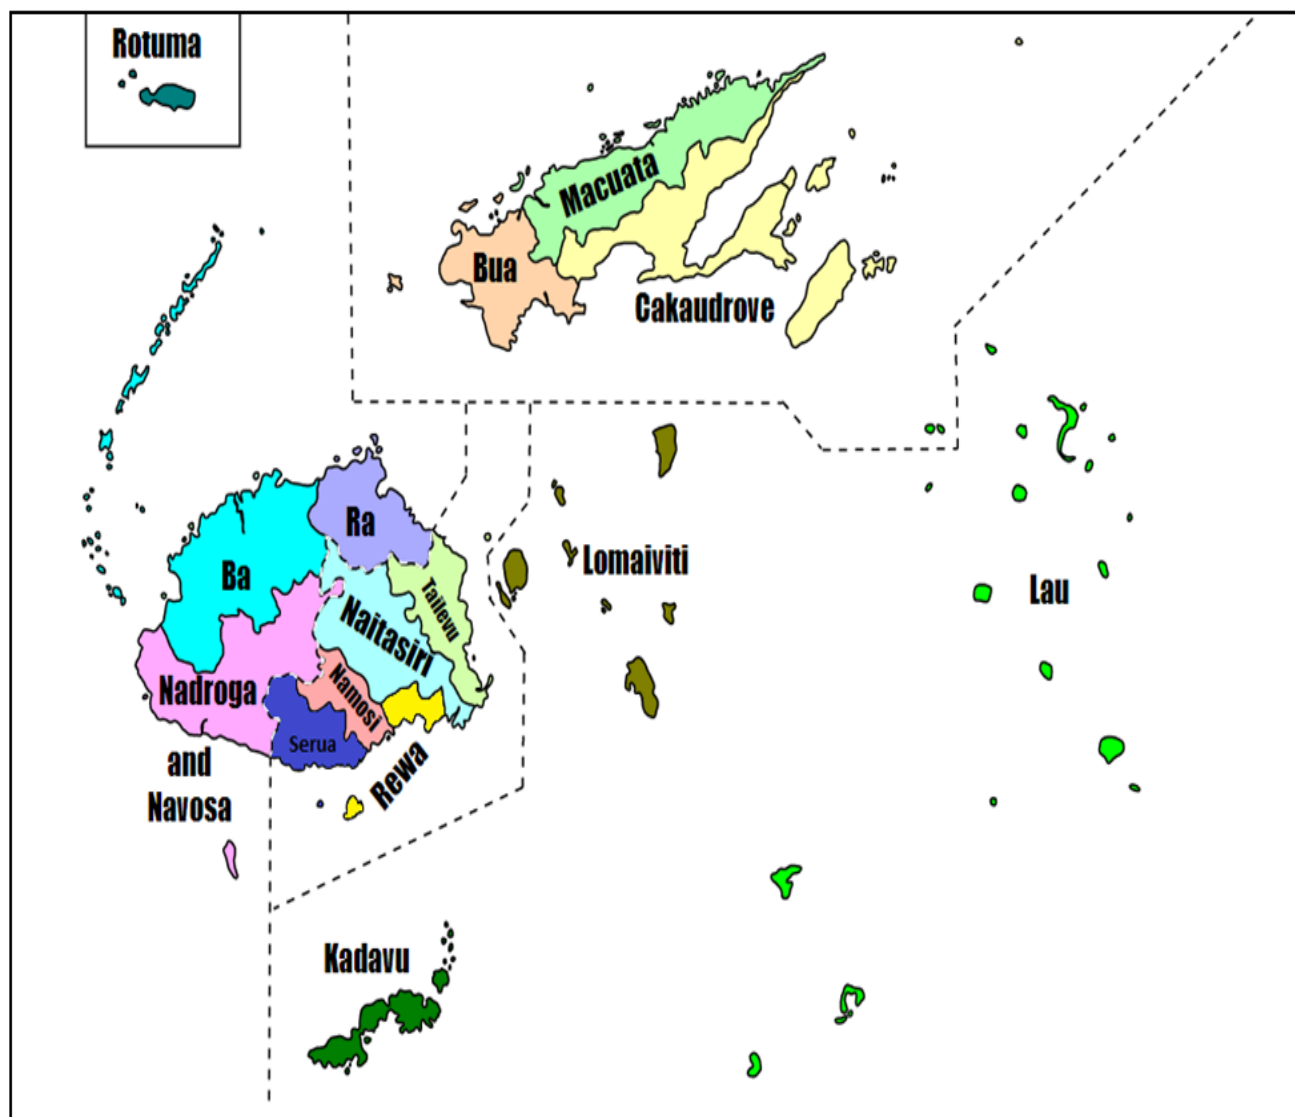 Rotuma
Macuata
Bua
Cakaudrove
Ra
Ba
Tailevu
Lomaiviti
Lau
Naitasiri
Nadroga
and
Navosa
Namosi
Serua
Rewa
Kadavu